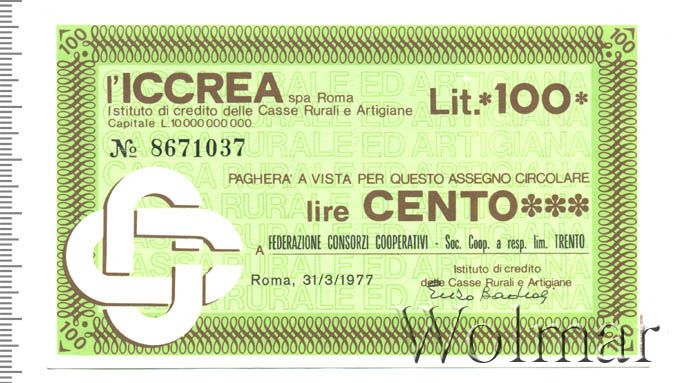 100
100
l'ICCREA spa Roma
Istituto di credito delle Casse Rurali e Artigiane
Capitale L.10000000000
Lit.*100*
№ 8671037
PAGHERA' A VISTA PER QUESTO ASSEGNO CIRCOLARE
lire CENTO***
A FEDERAZIONE CONSORZI COOPERATIVI - Soc. Coop. a resp. lim. TRENTO
Roma, 31/3/1977
Istituto di credito
delle Casse Rurali e Artigiane
100
100
Wolmar